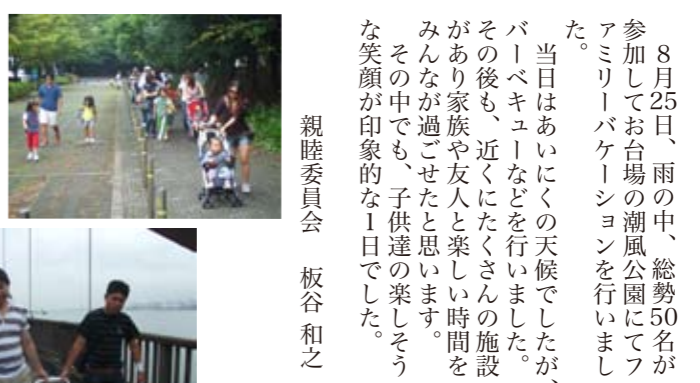 8月25日、雨の中、総勢50名が
参加してお台場の潮風公園にてフ
ァミリーバケーションを行いまし
た。
当日はあいにくの天候でしたが、
バーベキューなどを行いました。
その後も、近くにたくさんの施設
があり家族や友人と楽しい時間を
みんなが過ごせたと思います。
その中でも、子供達の楽しそう
な笑顔が印象的な1日でした。
親睦委員会　板谷 和之